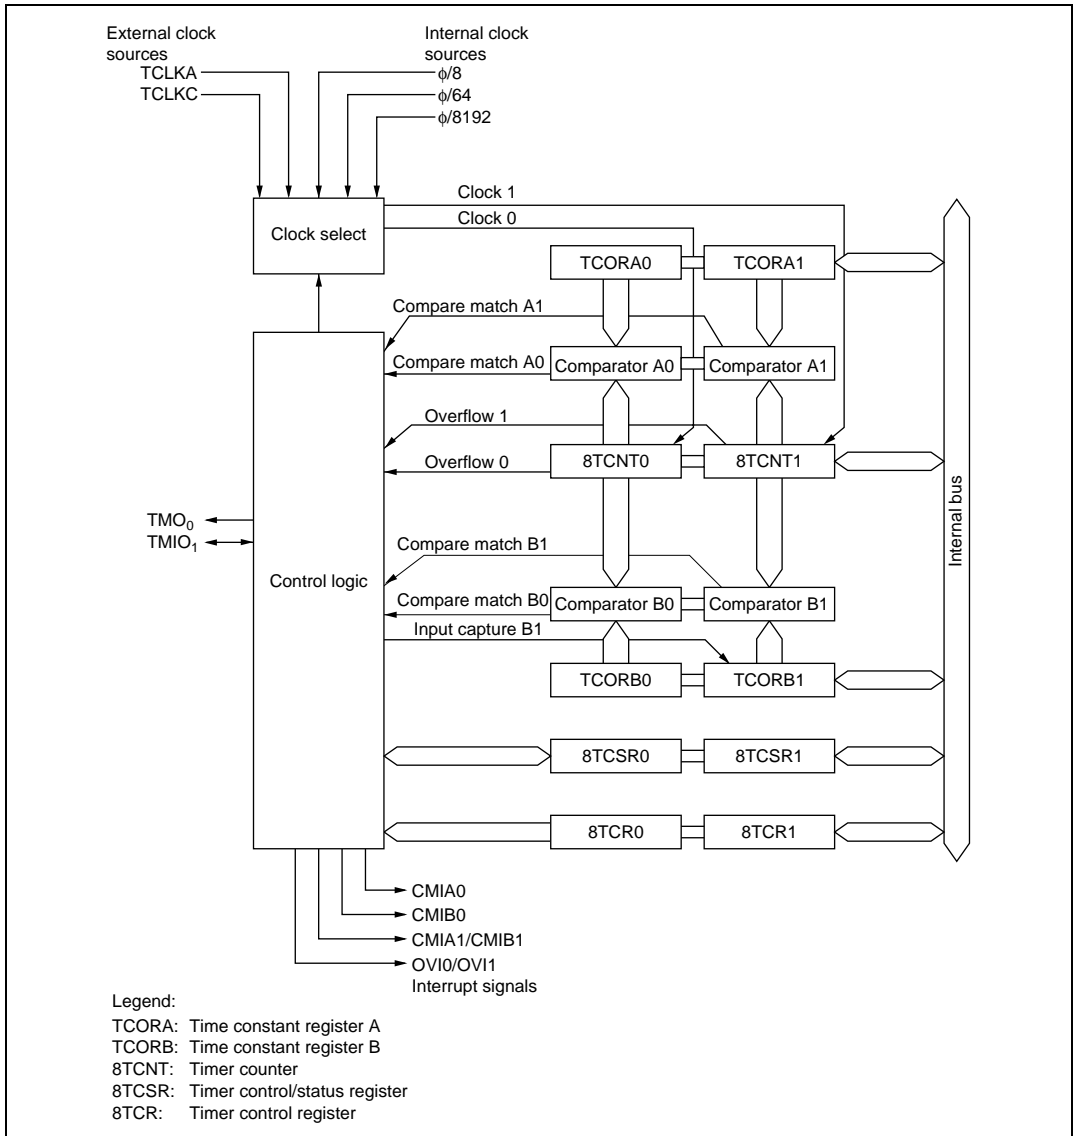 External clock
sources
Internal clock
sources
TCLKA
φ/8
TCLKC
φ/64
φ/8192
Clock 1
Clock 0
Clock select
TCORA0
TCORA1
Compare match A1
Compare match A0
Comparator A0
Comparator A1
Overflow 1
Overflow 0
8TCNT0
8TCNT1
Internal bus
TMO0
TMIO1
Control logic
Compare match B1
Compare match B0
Comparator B0
Comparator B1
Input capture B1
TCORB0
TCORB1
8TCSR0
8TCSR1
8TCR0
8TCR1
CMIA0
CMIB0
CMIA1/CMIB1
OVI0/OVI1
Interrupt signals
Legend:
TCORA: Time constant register A
TCORB: Time constant register B
8TCNT: Timer counter
8TCSR: Timer control/status register
8TCR: Timer control register